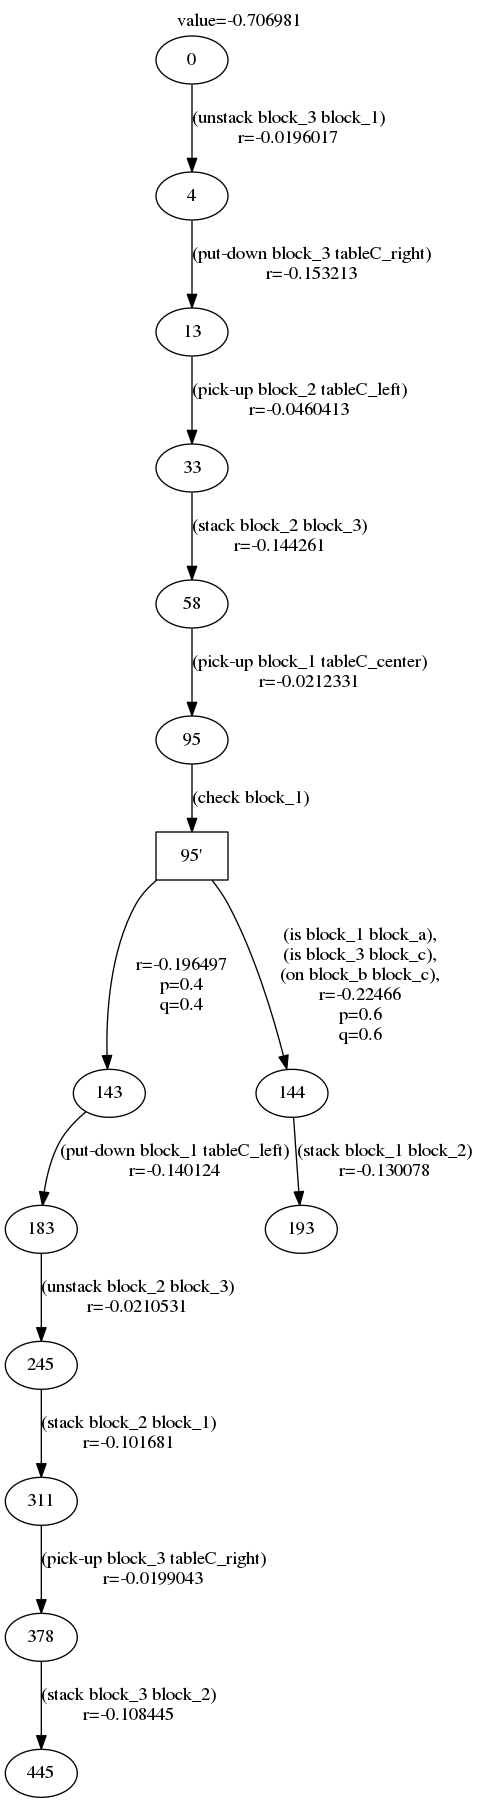 value=-0.706981
0
(unstack block_3 block_1)
r=-0.0196017
4
(put-down block_3 tableC_right)
r=-0.153213
13
(pick-up block_2 tableC_left)
r=-0.0460413
33
(stack block_2 block_3)
r=-0.144261
58
(pick-up block_1 tableC_center)
r=-0.0212331
95
(check block_1)
95'
r=-0.196497
p=0.4
q=0.4
(is block_1 block_a),
(is block_3 block_c),
(on block_b block_c),
r=-0.22466
p=0.6
q=0.6
143
144
(put-down block_1 tableC_left)
r=-0.140124
(stack block_1 block_2)
r=-0.130078
183
193
(unstack block_2 block_3)
r=-0.0210531
245
(stack block_2 block_1)
r=-0.101681
311
(pick-up block_3 tableC_right)
r=-0.0199043
378
(stack block_3 block_2)
r=-0.108445
445